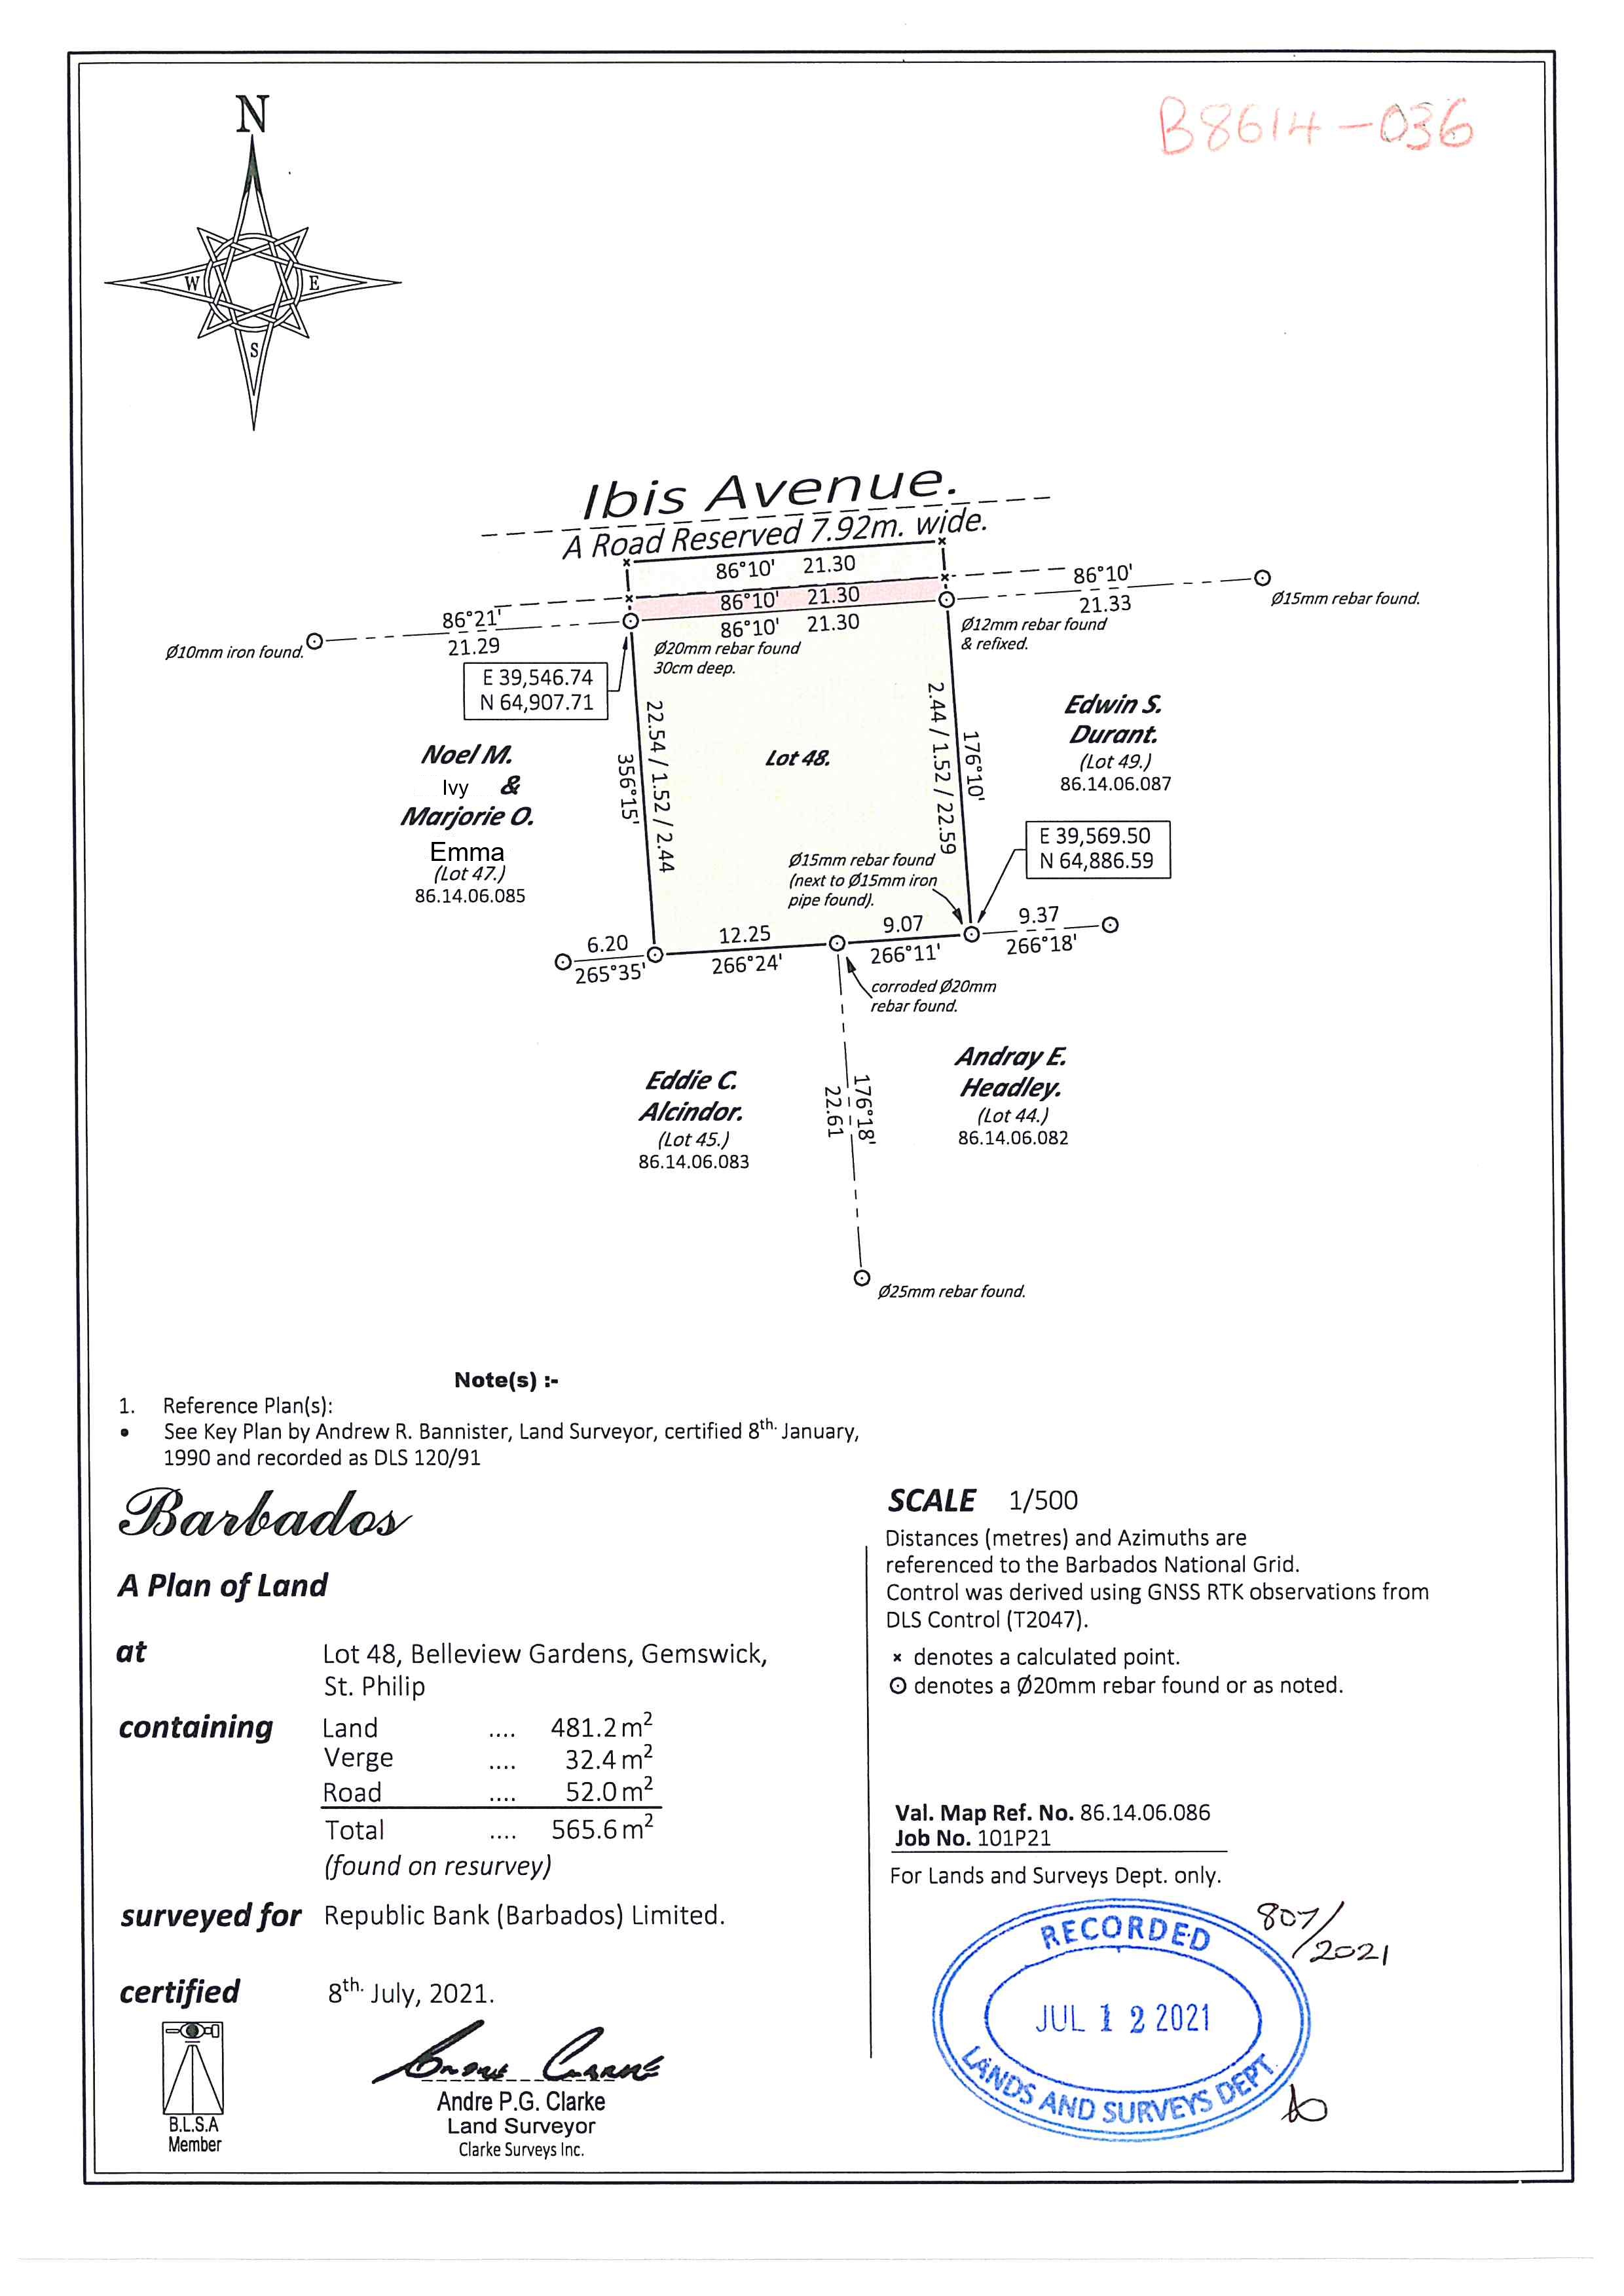 B8614-036
N
W
E
S
Ibis Avenue.
A Road Reserved 7.92m. wide.
86°10' 21.30
86°10' 21.30
86°10' 21.30
86°10'
21.33
Ø15mm rebar found.
86°21'
21.29
Ø10mm iron found.
Ø20mm rebar found
30cm deep.
Ø12mm rebar found
& refixed.
E 39,546.74
N 64,907.71
Noel M.
Ivy &
Marjorie O.
Emma
(Lot 47.)
86.14.06.085
356°15'
22.54 / 1.52 / 2.44
Lot 48.
2.44 / 1.52 / 22.59
176°10'
Edwin S.
Durant.
(Lot 49.)
86.14.06.087
E 39,569.50
N 64,886.59
Ø15mm rebar found
(next to Ø15mm iron
pipe found).
6.20
265°35'
12.25
266°24'
9.07
266°11'
9.37
266°18'
corroded Ø20mm
rebar found.
Eddie C.
Alcindor.
(Lot 45.)
86.14.06.083
22.61
176°18'
Andray E.
Headley.
(Lot 44.)
86.14.06.082
Ø25mm rebar found.
Note(s) :-
1. Reference Plan(s):
• See Key Plan by Andrew R. Bannister, Land Surveyor, certified 8th. January,
1990 and recorded as DLS 120/91
Barbados
A Plan of Land
at Lot 48, Belleview Gardens, Gemswick,
St. Philip
containing Land .... 481.2 m²
Verge .... 32.4 m²
Road .... 52.0 m²
Total .... 565.6 m²
(found on resurvey)
surveyed for Republic Bank (Barbados) Limited.
certified 8th. July, 2021.
Andre Clarke
Andre P.G. Clarke
Land Surveyor
Clarke Surveys Inc.
B.L.S.A
Member
SCALE 1/500
Distances (metres) and Azimuths are
referenced to the Barbados National Grid.
Control was derived using GNSS RTK observations from
DLS Control (T2047).
× denotes a calculated point.
⊙ denotes a Ø20mm rebar found or as noted.
Val. Map Ref. No. 86.14.06.086
Job No. 101P21
For Lands and Surveys Dept. only.
807/2021
RECORDED
JUL 12 2021
LANDS AND SURVEYS DEPT.